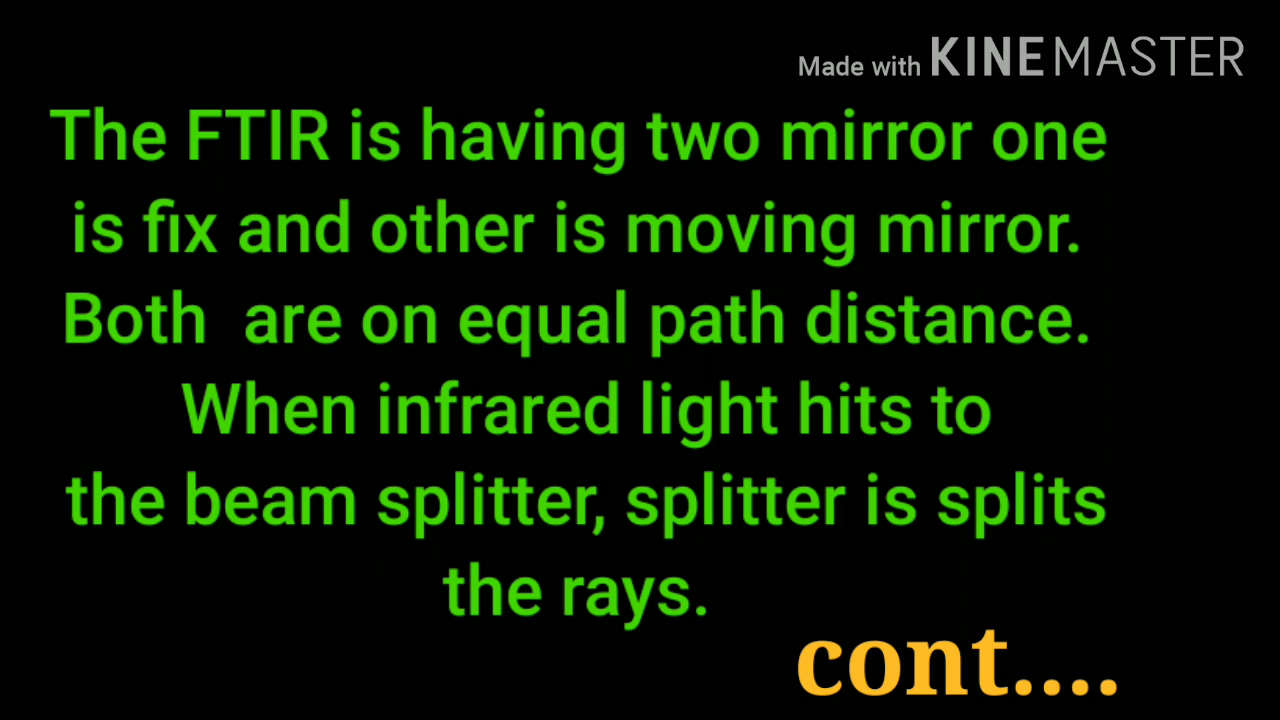 Made with KINEMASTER
The FTIR is having two mirror one
is fix and other is moving mirror.
Both  are on equal path distance.
When infrared light hits to
the beam splitter, splitter is splits
the rays.
cont....